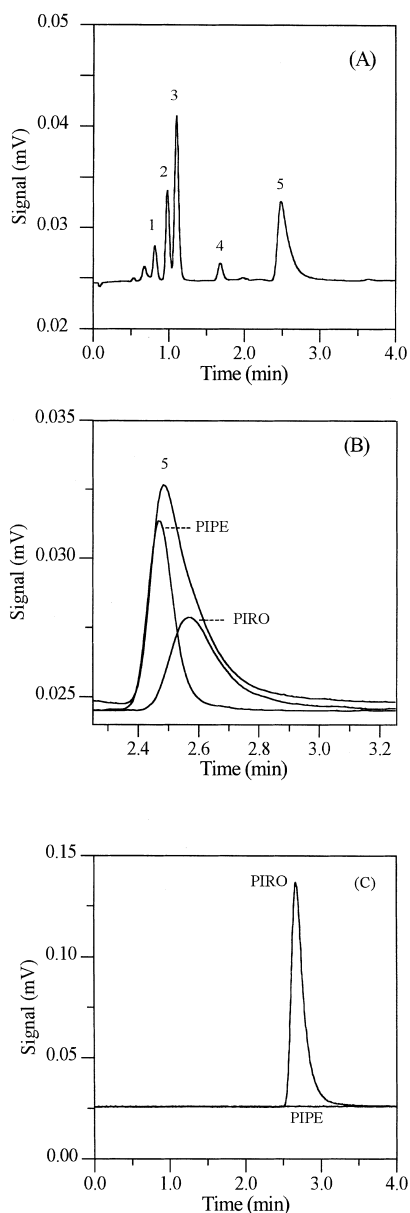 0.05
(A)
3
0.04
2
5
Signal (mV)
0.03
1
4
0.02
0.0 1.0 2.0 3.0 4.0
Time (min)
0.035
(B)
5
PIPE
0.030
Signal (mV)
PIRO
0.025
2.4 2.6 2.8 3.0 3.2
Time (min)
0.15
PIRO
(C)
0.10
Signal (mV)
0.05
PIPE
0.00
0.0 1.0 2.0 3.0 4.0
Time (min)